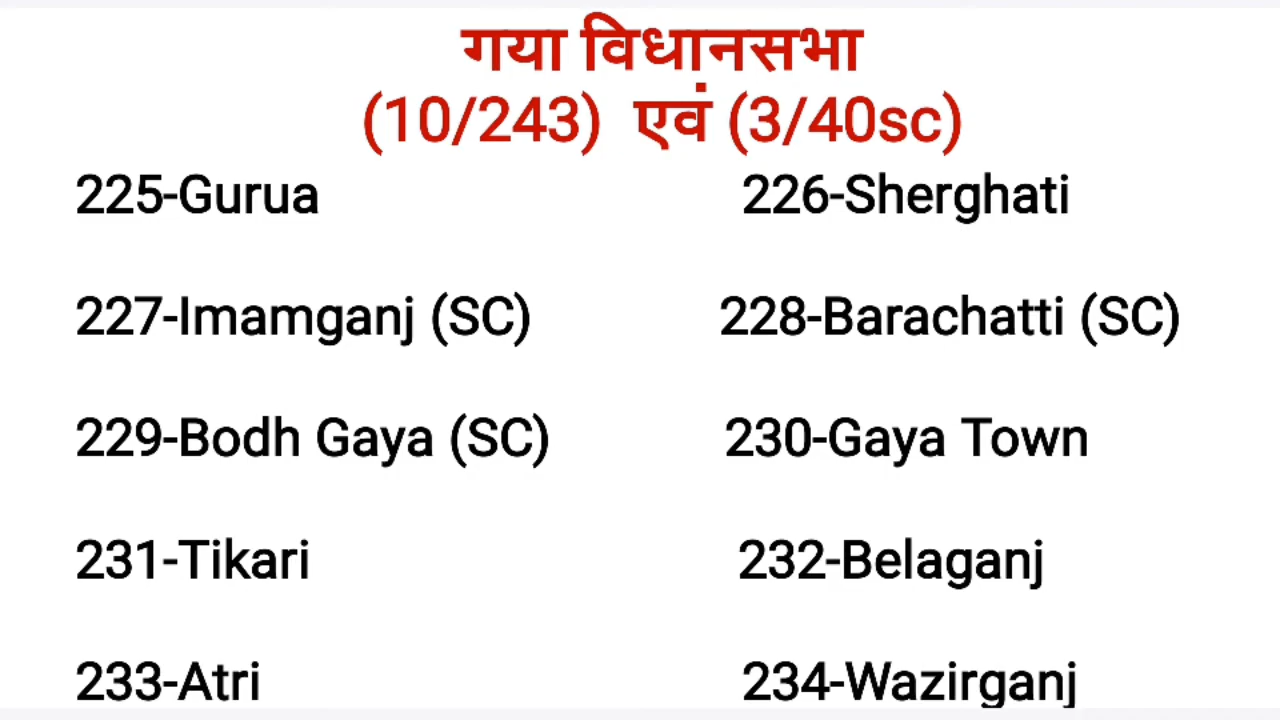 गया विधानसभा
(10/243) एवं (3/40sc)
225-Gurua 226-Sherghati
227-Imamganj (SC) 228-Barachatti (SC)
229-Bodh Gaya (SC) 230-Gaya Town
231-Tikari 232-Belaganj
233-Atri 234-Wazirganj